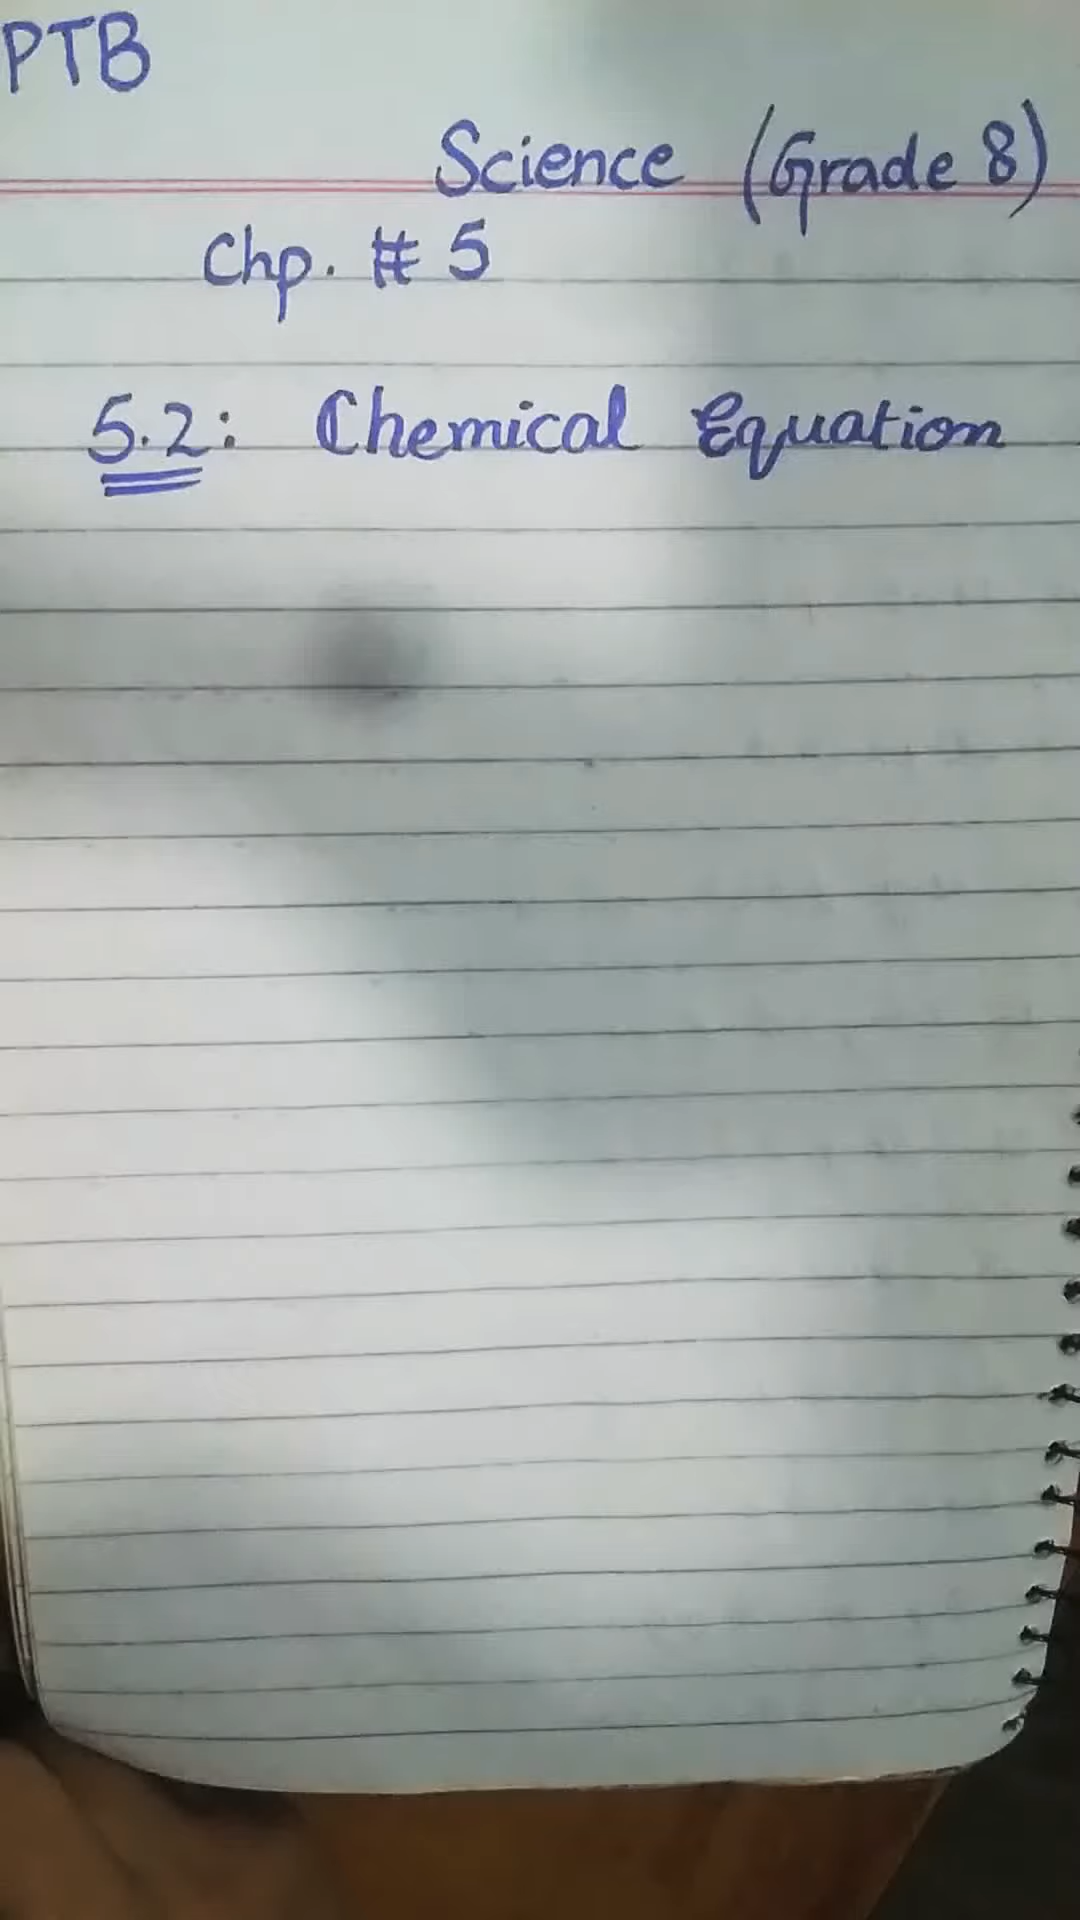 PTB
Science (Grade 8)
Chp. # 5
5.2: Chemical Equation